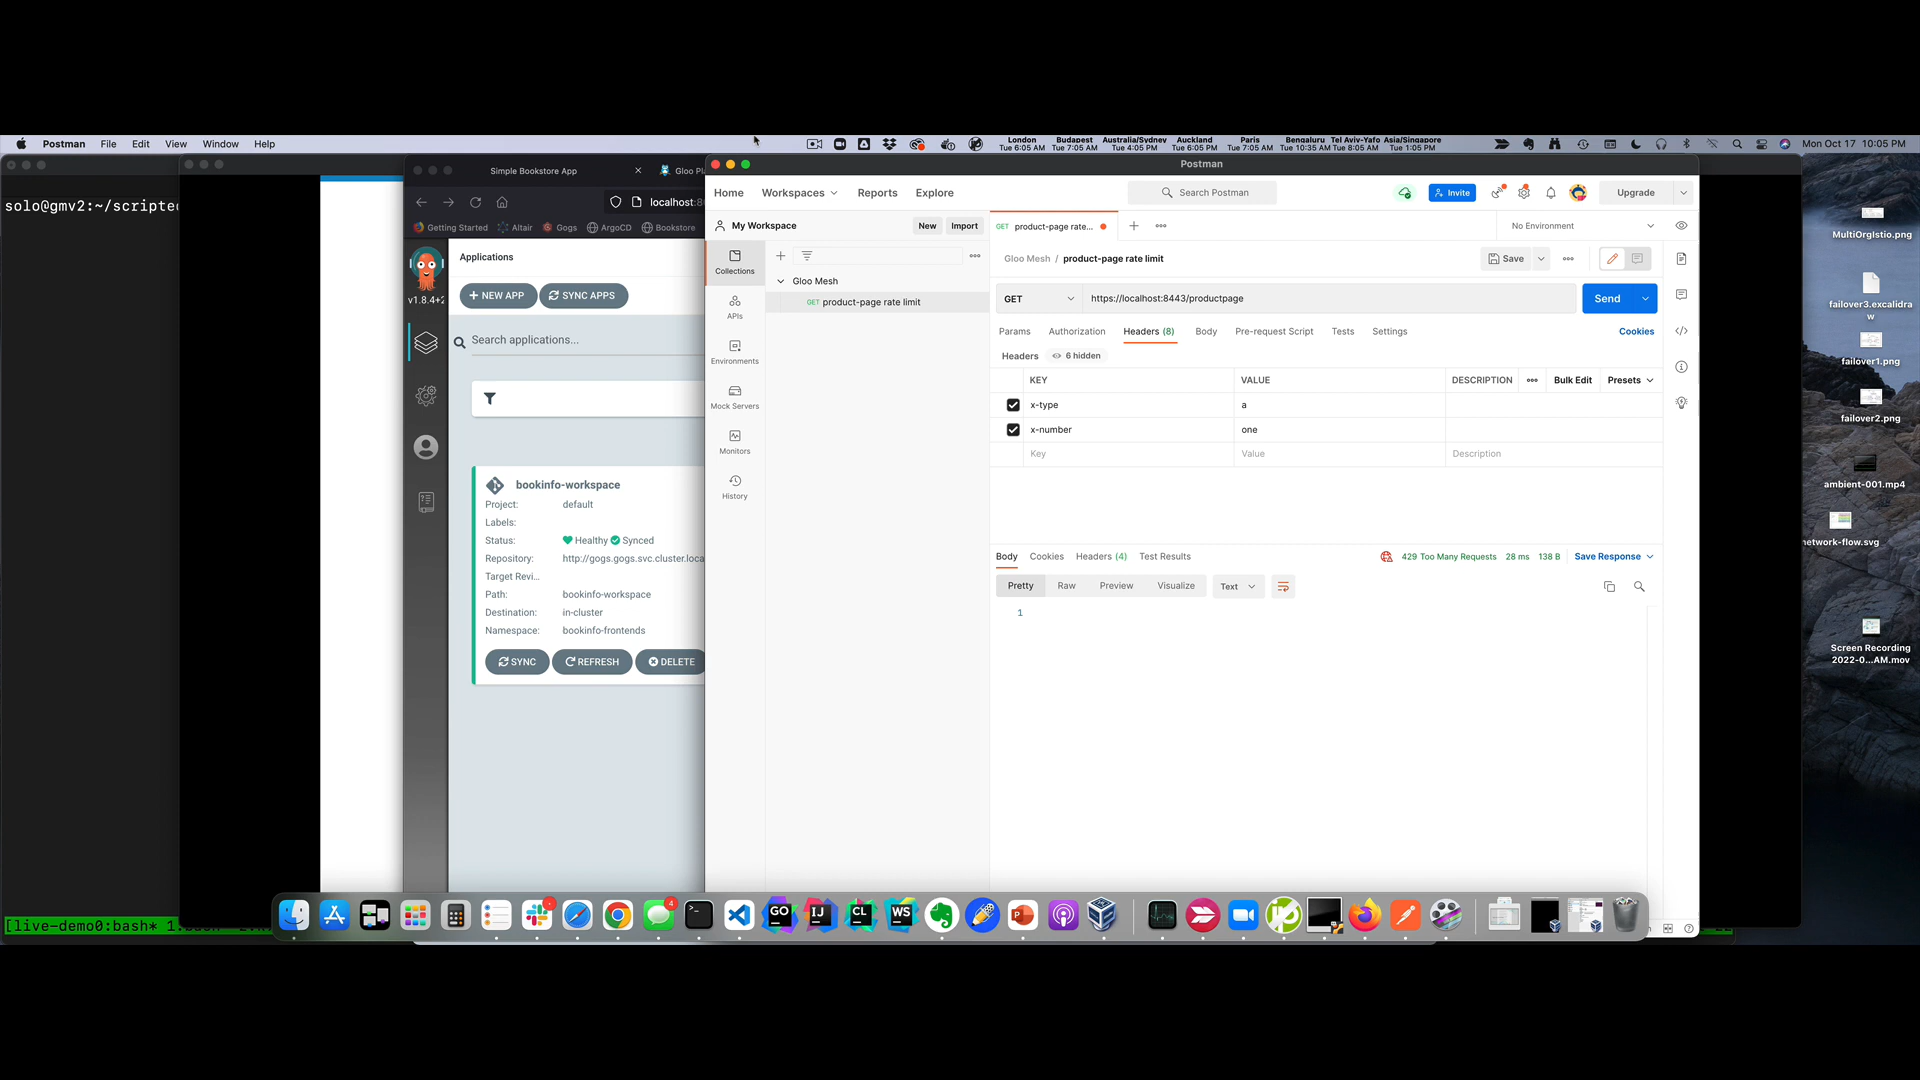 Postman File Edit View Window Help
London Budapest Australia/Sydney Auckland Paris Bengaluru Tel Aviv-Yafo Asia/Singapore
Tue 6:05 AM Tue 7:05 AM Tue 4:05 PM Tue 6:05 PM Tue 7:05 AM Tue 10:35 AM Tue 8:05 AM Tue 1:05 PM
Mon Oct 17 10:05 PM
solo@gmv2:~/scripted
[live-demo0:bash*
Simple Bookstore App
Gloo Pl
localhost:8
Getting Started Altair Gogs ArgoCD Bookstore
v1.8.4+2
Applications
NEW APP SYNC APPS
Search applications...
bookinfo-workspace
Project: default
Labels:
Status: Healthy Synced
Repository: http://gogs.gogs.svc.cluster.loca
Target Revi...
Path: bookinfo-workspace
Destination: in-cluster
Namespace: bookinfo-frontends
SYNC REFRESH DELETE
Postman
Home Workspaces Reports Explore
Search Postman
Invite
Upgrade
My Workspace
New Import
GET product-page rate...
No Environment
Collections
APIs
Environments
Mock Servers
Monitors
History
Gloo Mesh
GET product-page rate limit
Gloo Mesh / product-page rate limit
Save
GET https://localhost:8443/productpage
Send
Params Authorization Headers (8) Body Pre-request Script Tests Settings
Cookies
Headers 6 hidden
KEY VALUE DESCRIPTION
Bulk Edit Presets
x-type a
x-number one
Key Value Description
Body Cookies Headers (4) Test Results
429 Too Many Requests 28 ms 138 B Save Response
Pretty Raw Preview Visualize Text
1
MultiOrgIstio.png
failover3.excalidra
w
failover1.png
failover2.png
ambient-001.mp4
network-flow.svg
Screen Recording
2022-0...AM.mov
GO IJ CL WS